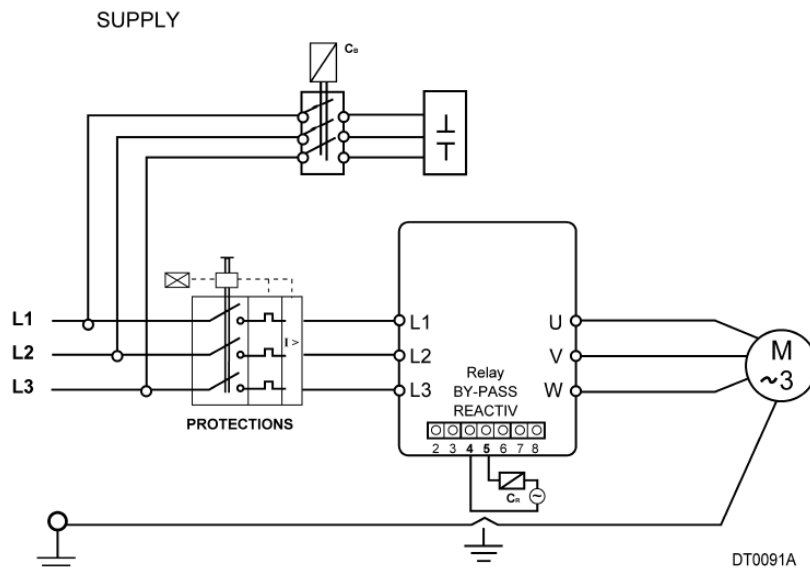 SUPPLY
CB
L1
L2
L3
I >
PROTECTIONS
L1
L2
L3
U
V
W
Relay
BY-PASS
REACTIV
2 3 4 5 6 7 8
CR
~
M
~3
DT0091A